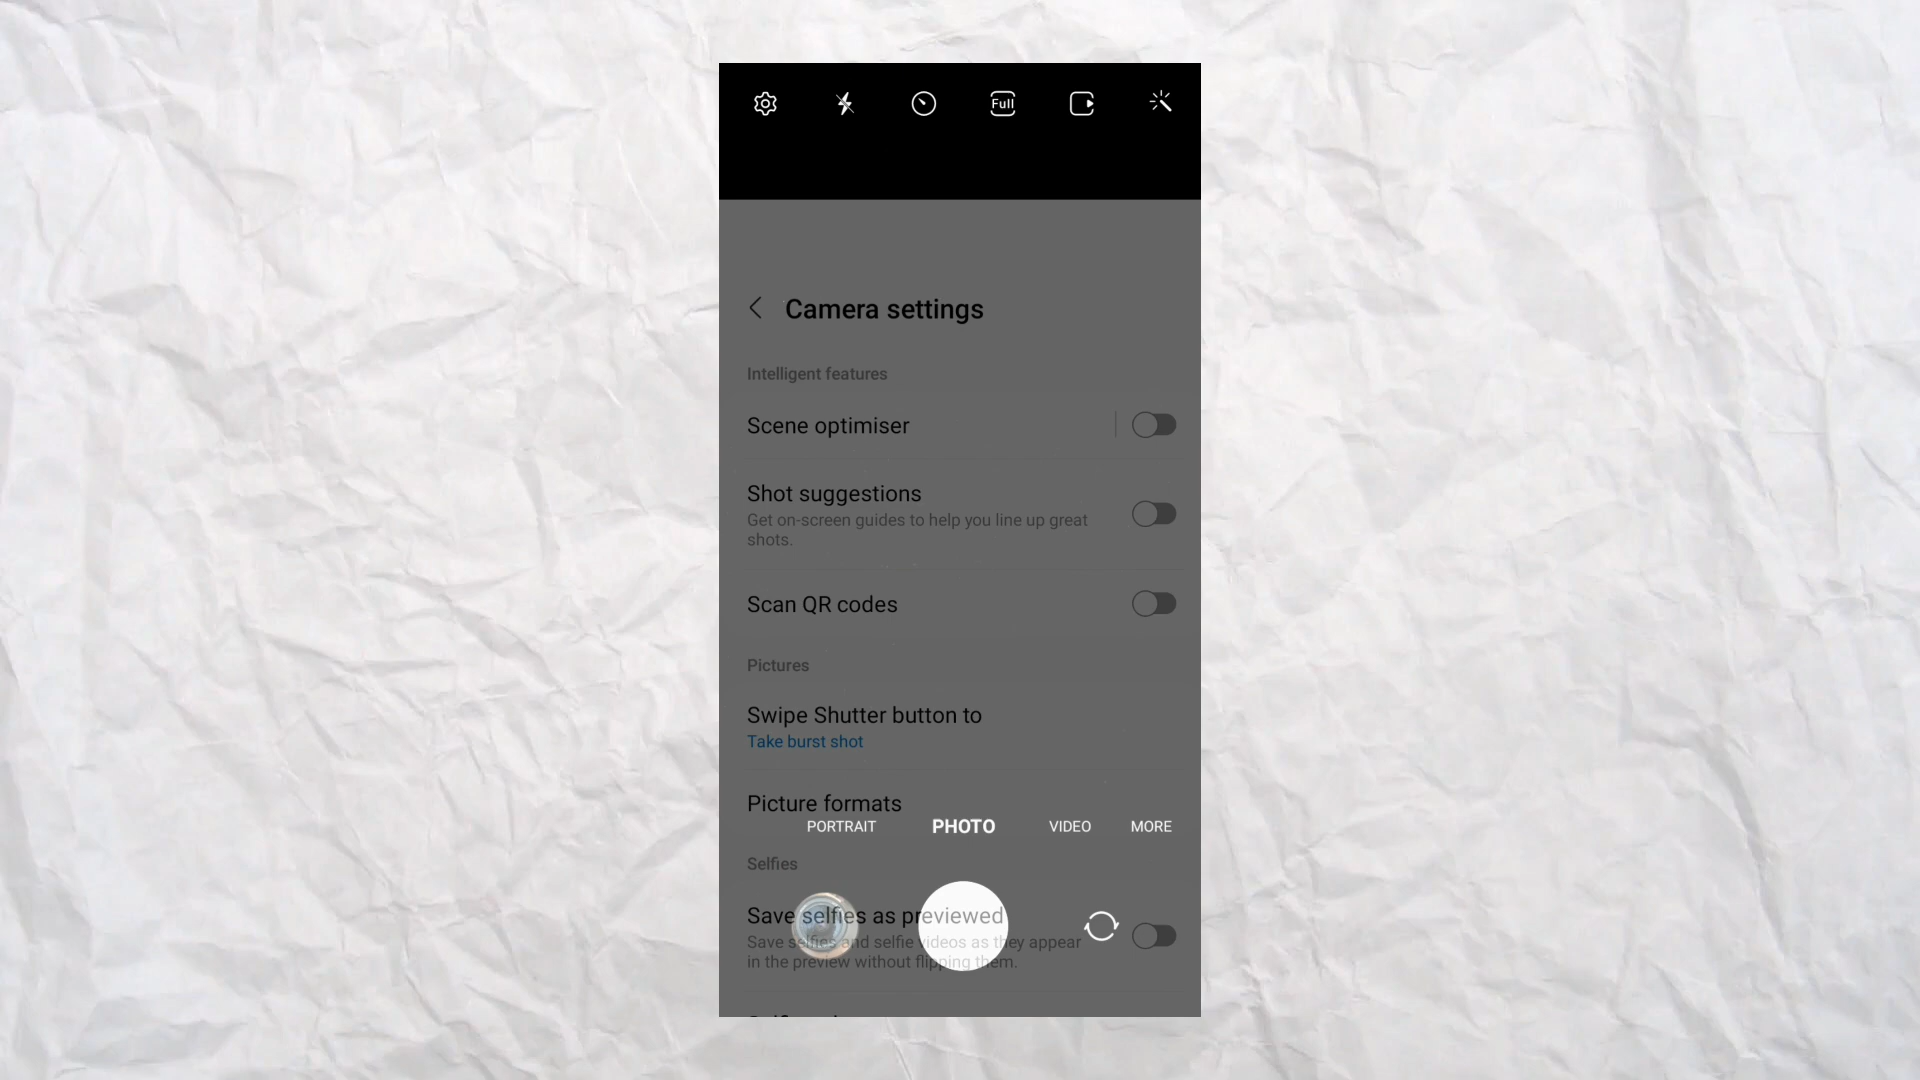 Full
Camera settings
Intelligent features
Scene optimiser
Shot suggestions
Get on-screen guides to help you line up great
shots.
Scan QR codes
Pictures
Swipe Shutter button to
Take burst shot
Picture formats
PORTRAIT PHOTO VIDEO MORE
Selfies
Save selfies as previewed
Save selfies and selfie videos as they appear
in the preview without flipping them.